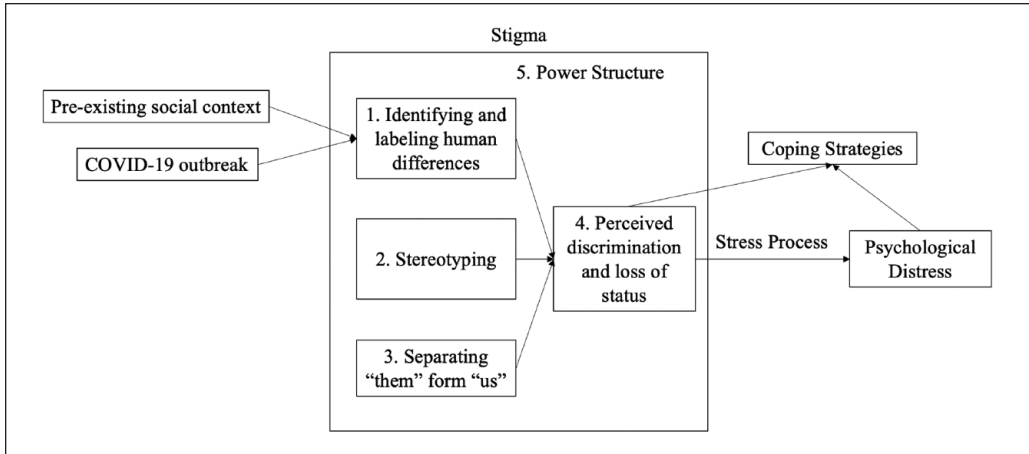 Stigma
5. Power Structure
Pre-existing social context
COVID-19 outbreak
1. Identifying and
labeling human
differences
2. Stereotyping
3. Separating
“them” form “us”
4. Perceived
discrimination
and loss of
status
Stress Process
Coping Strategies
Psychological
Distress